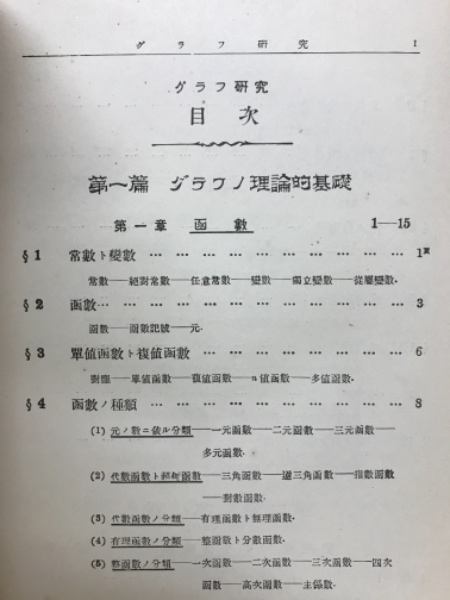 グラフ研究 1
グラフ研究
目次
第一篇 グラフノ理論的基礎
第一章 函數 1—15
§1 常數ト變數 … … … … … … … … … 1頁
常數——絕對常數——任意常數——變數——獨立變數——從屬變數.
§2 函數… … … … … … … … … … … 3
函數——函數記號——元.
§3 單值函數ト複值函數 … … … … … … … 6
對應——單值函數——複值函數——n値函數——多値函數.
§4 函數ノ種類 … … … … … … … … … 8
(1) 元ノ數ニ依ル分類——一元函數——二元函數——三元函數——
多元函數.
(2) 代數函數ト超越函數——三角函數——逆三角函數——指數函數
——對數函數.
(3) 代數函數ノ分類——有理函數ト無理函數.
(4) 有理函數ノ分類——整函數ト分數函數.
(5) 整函數ノ分類——一次函數——二次函數——三次函數——四次
函數——高次函數——主係數.